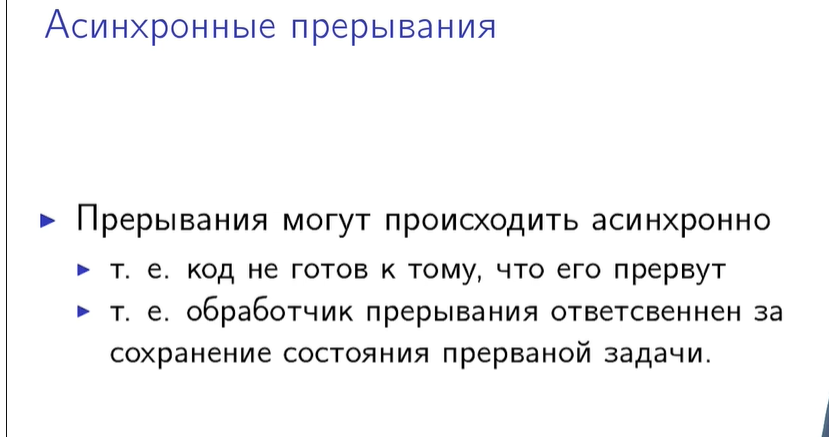 Асинхронные прерывания
Прерывания могут происходить асинхронно
т. е. код не готов к тому, что его прервут
т. е. обработчик прерывания ответсвеннен за
сохранение состояния прерваной задачи.